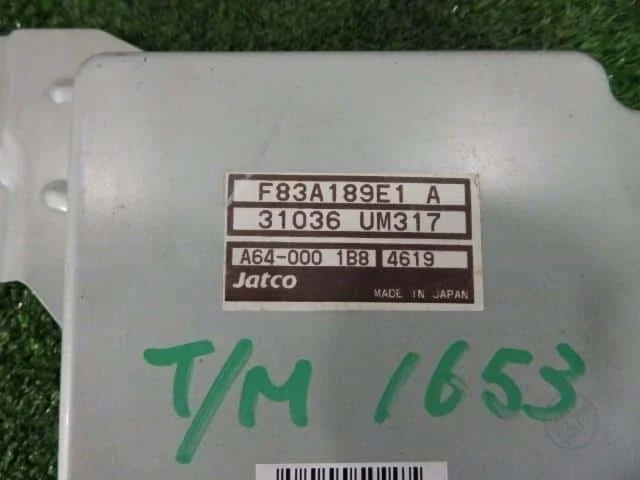 F83A189E1 A
31036 UM317
A64-000 1B8 4619
Jatco
MADE IN JAPAN
T/M 1653